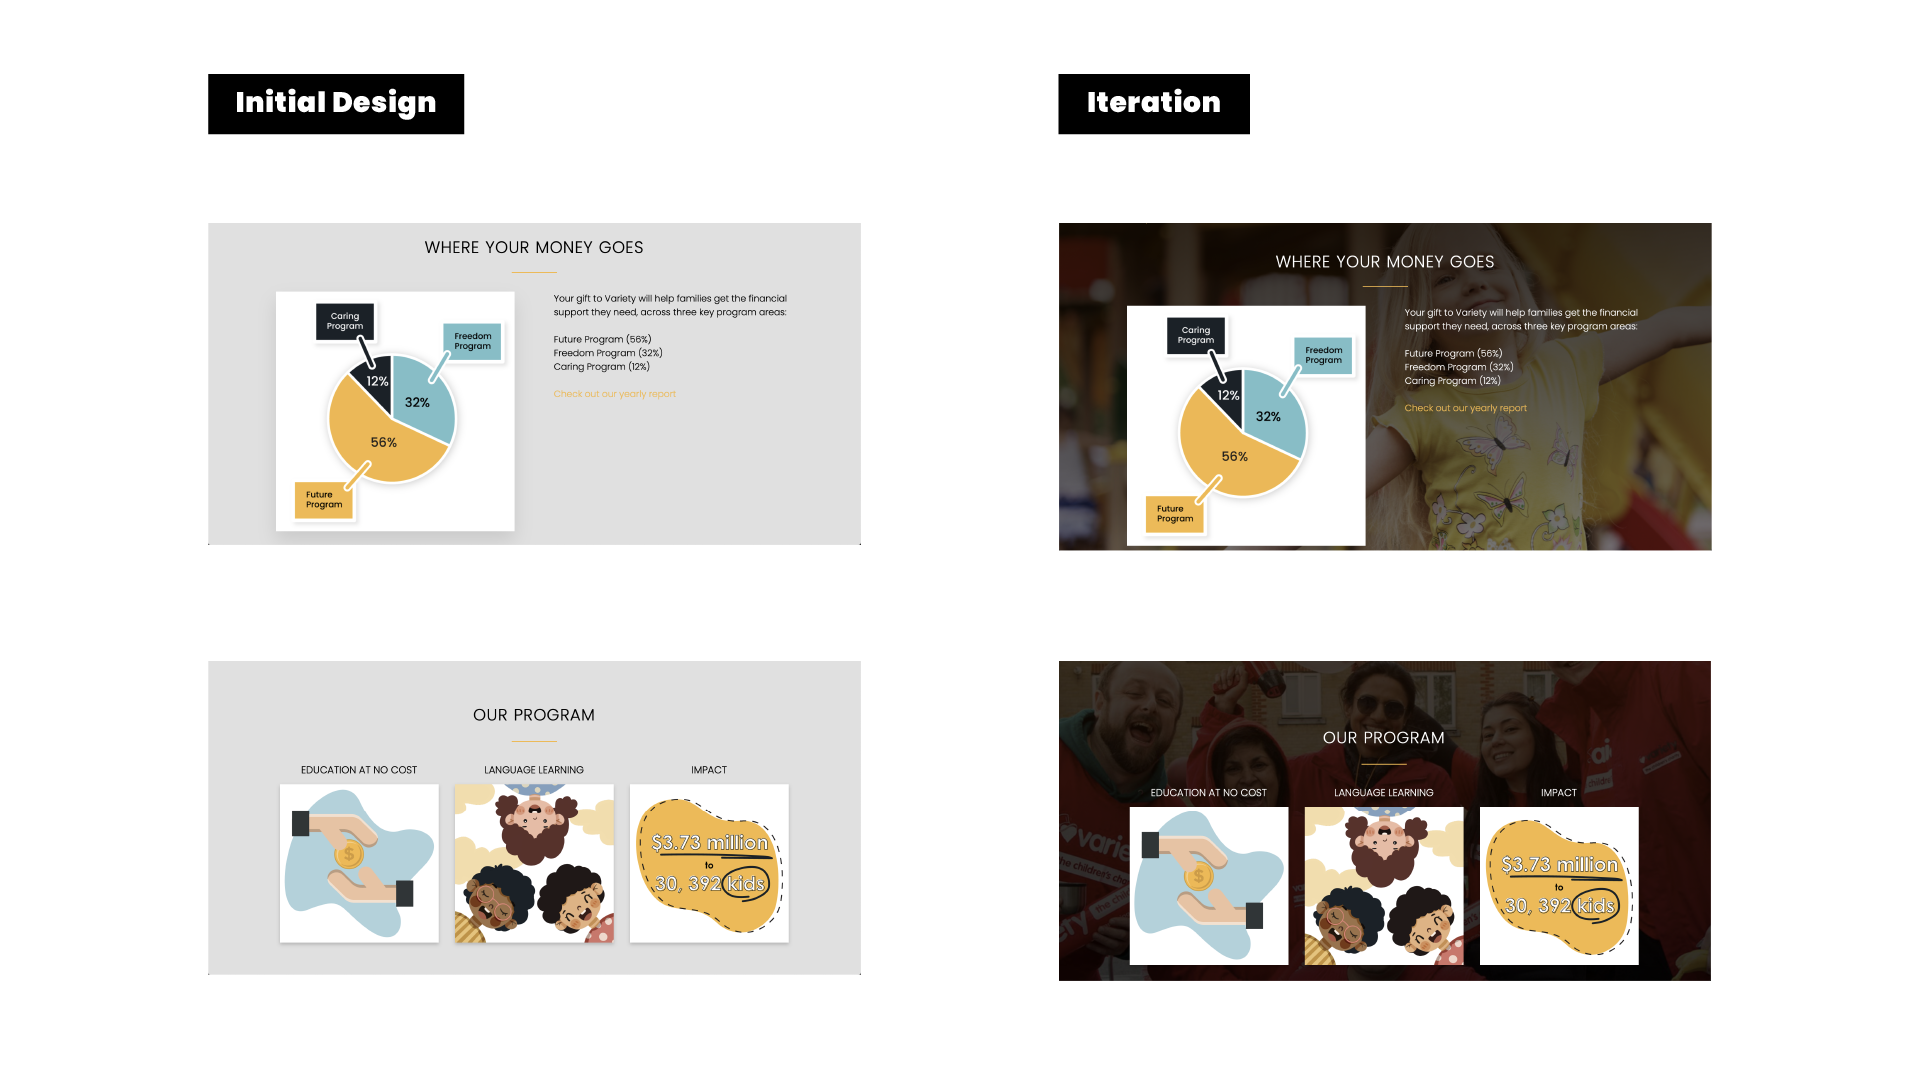 Initial Design
Iteration
WHERE YOUR MONEY GOES
Caring
Program
Freedom
Program
12%
32%
56%
Future
Program
Your gift to Variety will help families get the financial
support they need, across three key program areas:
Future Program (56%)
Freedom Program (32%)
Caring Program (12%)
Check out our yearly report
WHERE YOUR MONEY GOES
Caring
Program
Freedom
Program
12%
32%
56%
Future
Program
Your gift to Variety will help families get the financial
support they need, across three key program areas:
Future Program (56%)
Freedom Program (32%)
Caring Program (12%)
Check out our yearly report
OUR PROGRAM
EDUCATION AT NO COST
LANGUAGE LEARNING
IMPACT
$
$3.73 million
to
30, 392 kids
OUR PROGRAM
EDUCATION AT NO COST
LANGUAGE LEARNING
IMPACT
$
$3.73 million
to
30, 392 kids